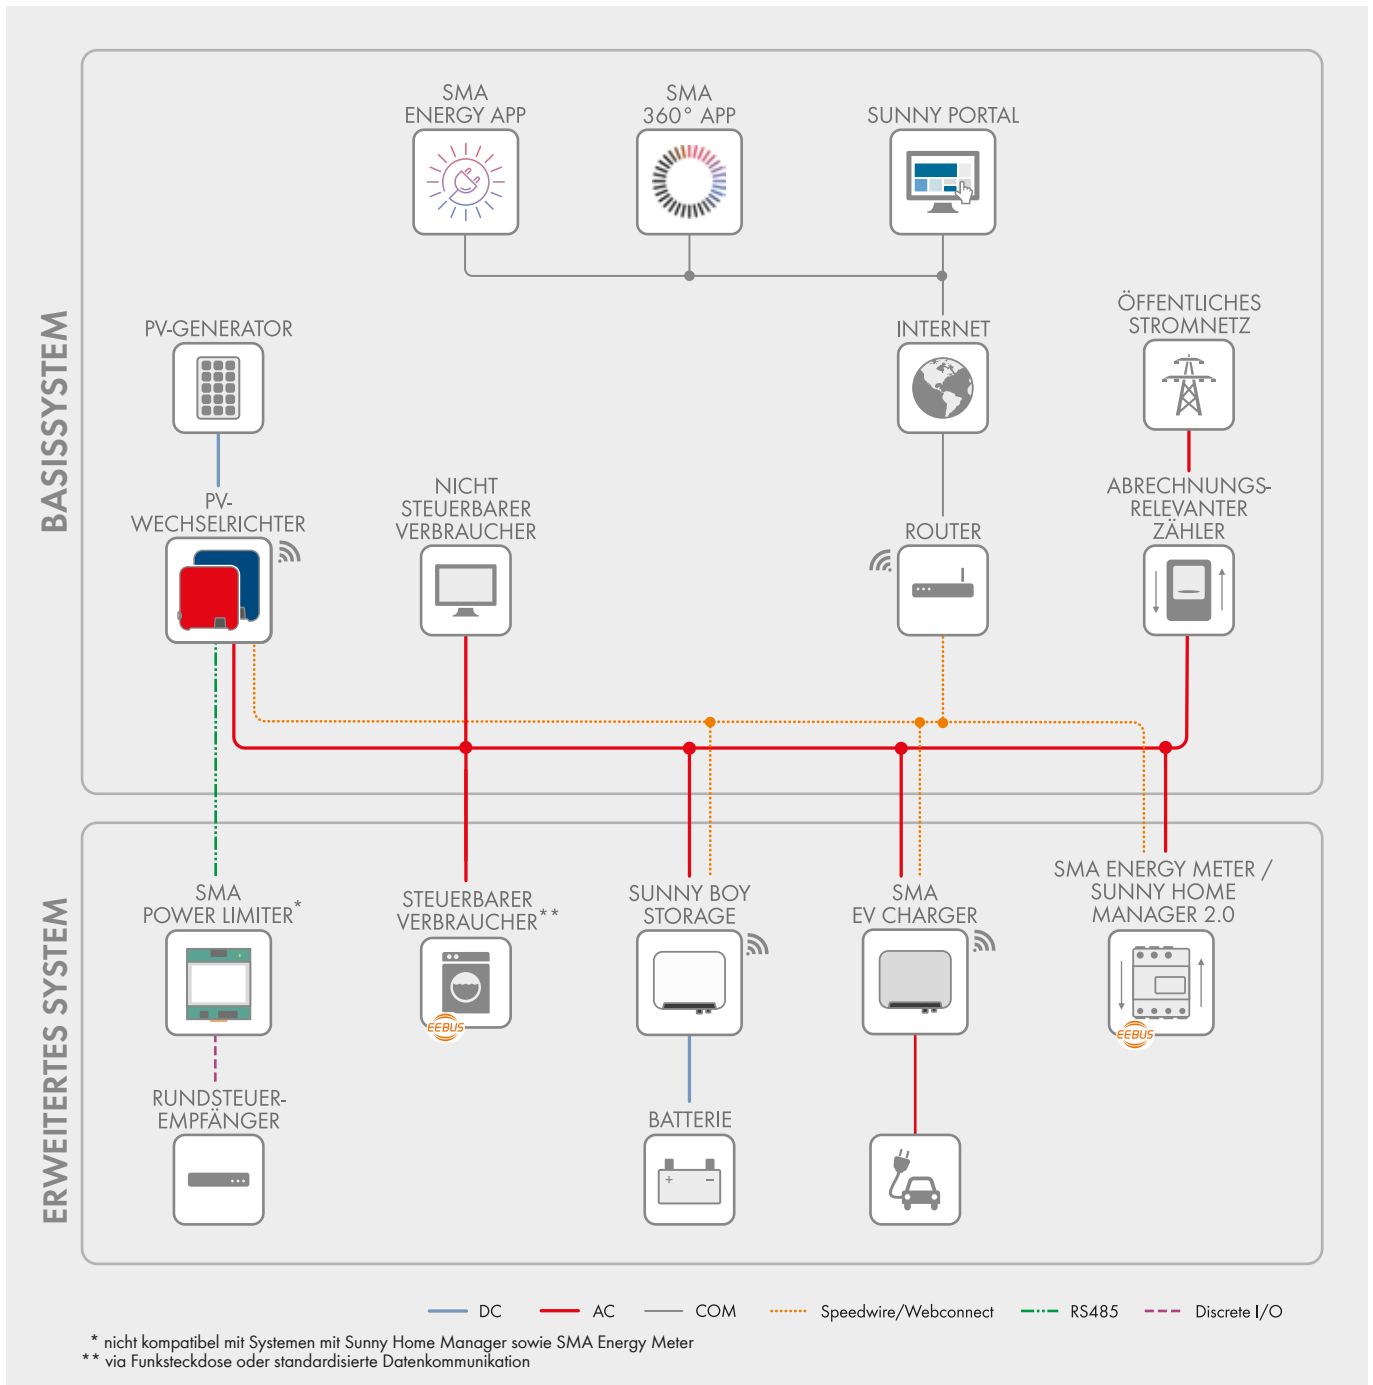 BASISSYSTEM
SMA
ENERGY APP
SMA
360° APP
SUNNY PORTAL
PV-GENERATOR
INTERNET
ÖFFENTLICHES
STROMNETZ
PV-
WECHSELRICHTER
NICHT
STEUERBARER
VERBRAUCHER
ROUTER
ABRECHNUNGS-
RELEVANTER
ZÄHLER
ERWEITERTES SYSTEM
SMA
POWER LIMITER*
STEUERBARER
VERBRAUCHER**
EEBUS
SUNNY BOY
STORAGE
SMA
EV CHARGER
SMA ENERGY METER /
SUNNY HOME
MANAGER 2.0
EEBUS
RUNDSTEUER-
EMPFÄNGER
BATTERIE
+ −
DC AC COM Speedwire/Webconnect RS485 Discrete I/O
* nicht kompatibel mit Systemen mit Sunny Home Manager sowie SMA Energy Meter
** via Funksteckdose oder standardisierte Datenkommunikation